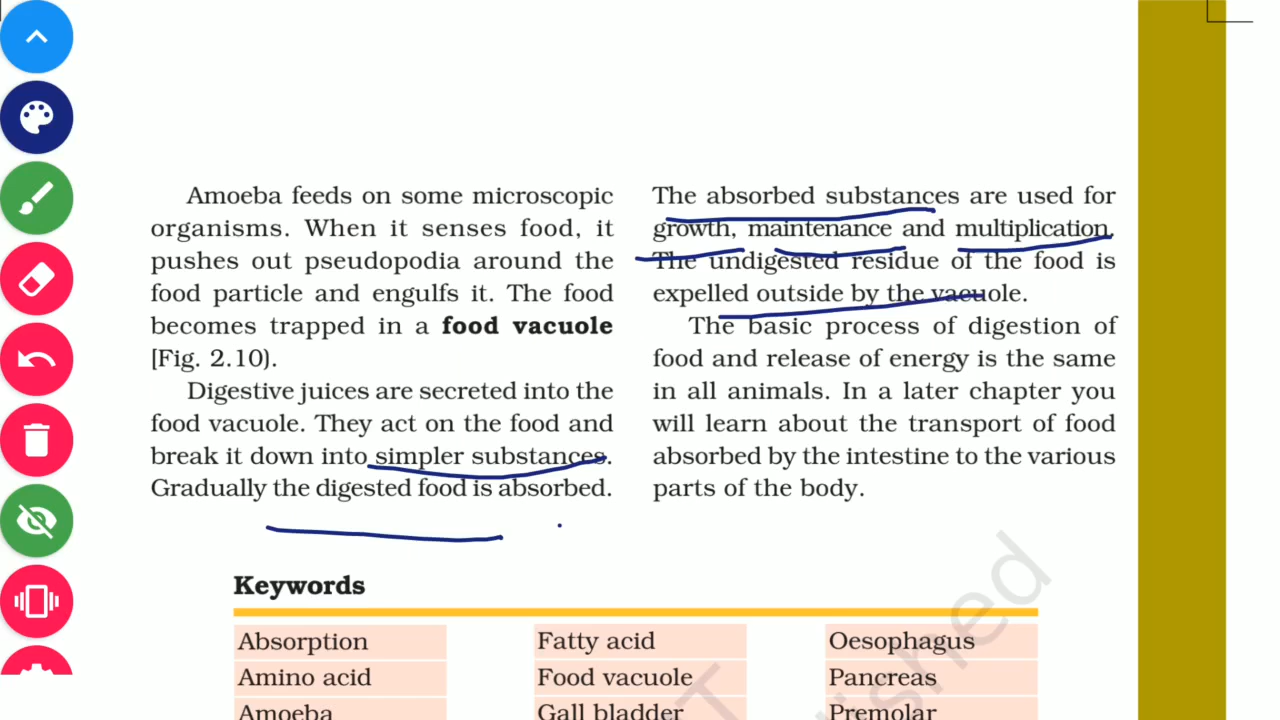 Amoeba feeds on some microscopic
organisms. When it senses food, it
pushes out pseudopodia around the
food particle and engulfs it. The food
becomes trapped in a food vacuole
[Fig. 2.10).
Digestive juices are secreted into the
food vacuole. They act on the food and
break it down into simpler substances.
Gradually the digested food is absorbed.
The absorbed substances are used for
growth, maintenance and multiplication.
The undigested residue of the food is
expelled outside by the vacuole.
The basic process of digestion of
food and release of energy is the same
in all animals. In a later chapter you
will learn about the transport of food
absorbed by the intestine to the various
parts of the body.
Keywords
Absorption Fatty acid Oesophagus
Amino acid Food vacuole Pancreas
Amoeba Gall bladder Premolar